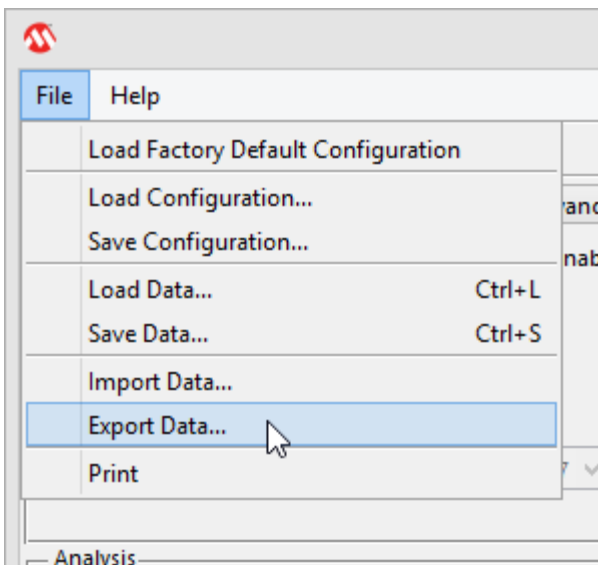 File Help
Load Factory Default Configuration
Load Configuration...
Save Configuration...
Load Data... Ctrl+L
Save Data... Ctrl+S
Import Data...
Export Data...
Print
Analysis